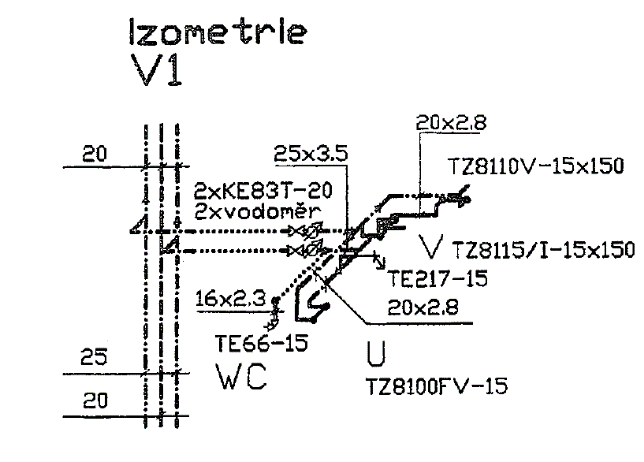 Izometrie
V1
20x2.8
20
25x3.5
TZ8110V-15x150
2xKE83T-20
2xvodoměr
V TZ8115/I-15x150
TE217-15
16x2.3
20x2.8
TE66-15
U
25
WC
TZ8100FV-15
20